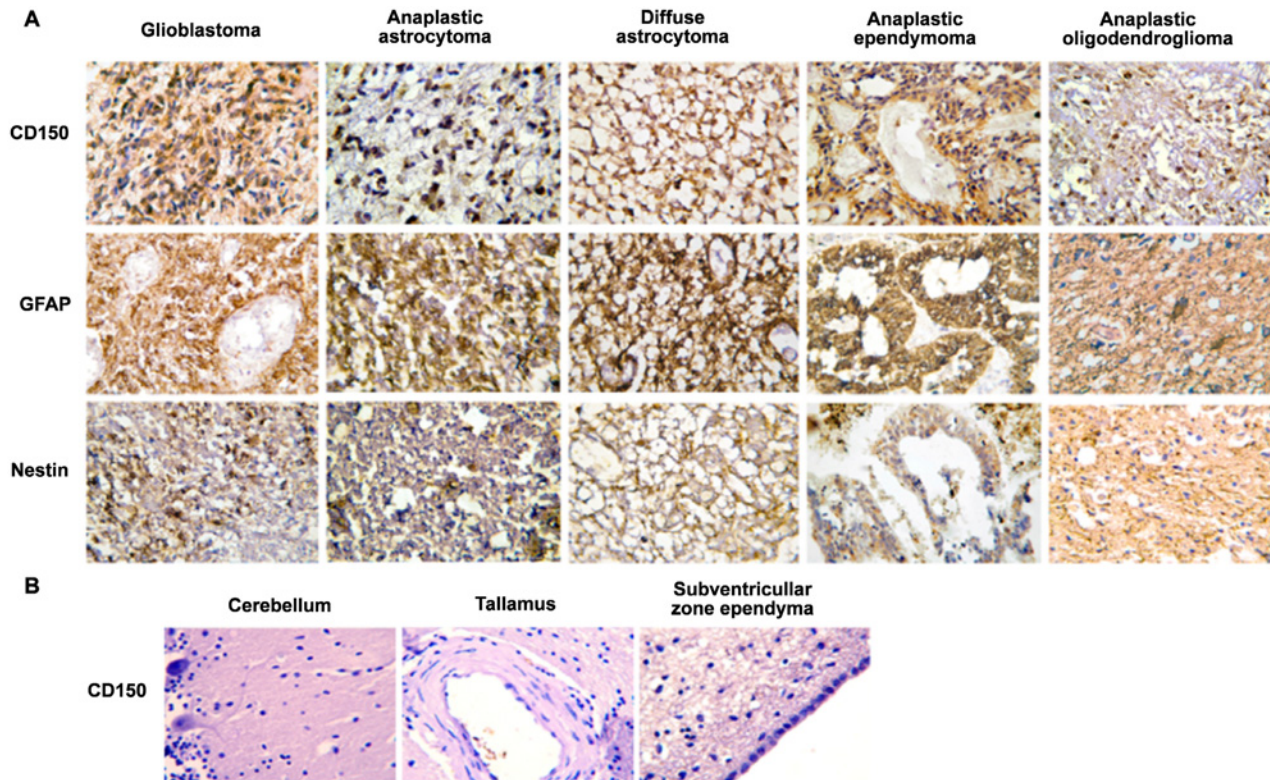 A
Glioblastoma
Anaplastic
astrocytoma
Diffuse
astrocytoma
Anaplastic
ependymoma
Anaplastic
oligodendroglioma
CD150
GFAP
Nestin
B
Cerebellum
Tallamus
Subventricullar
zone ependyma
CD150